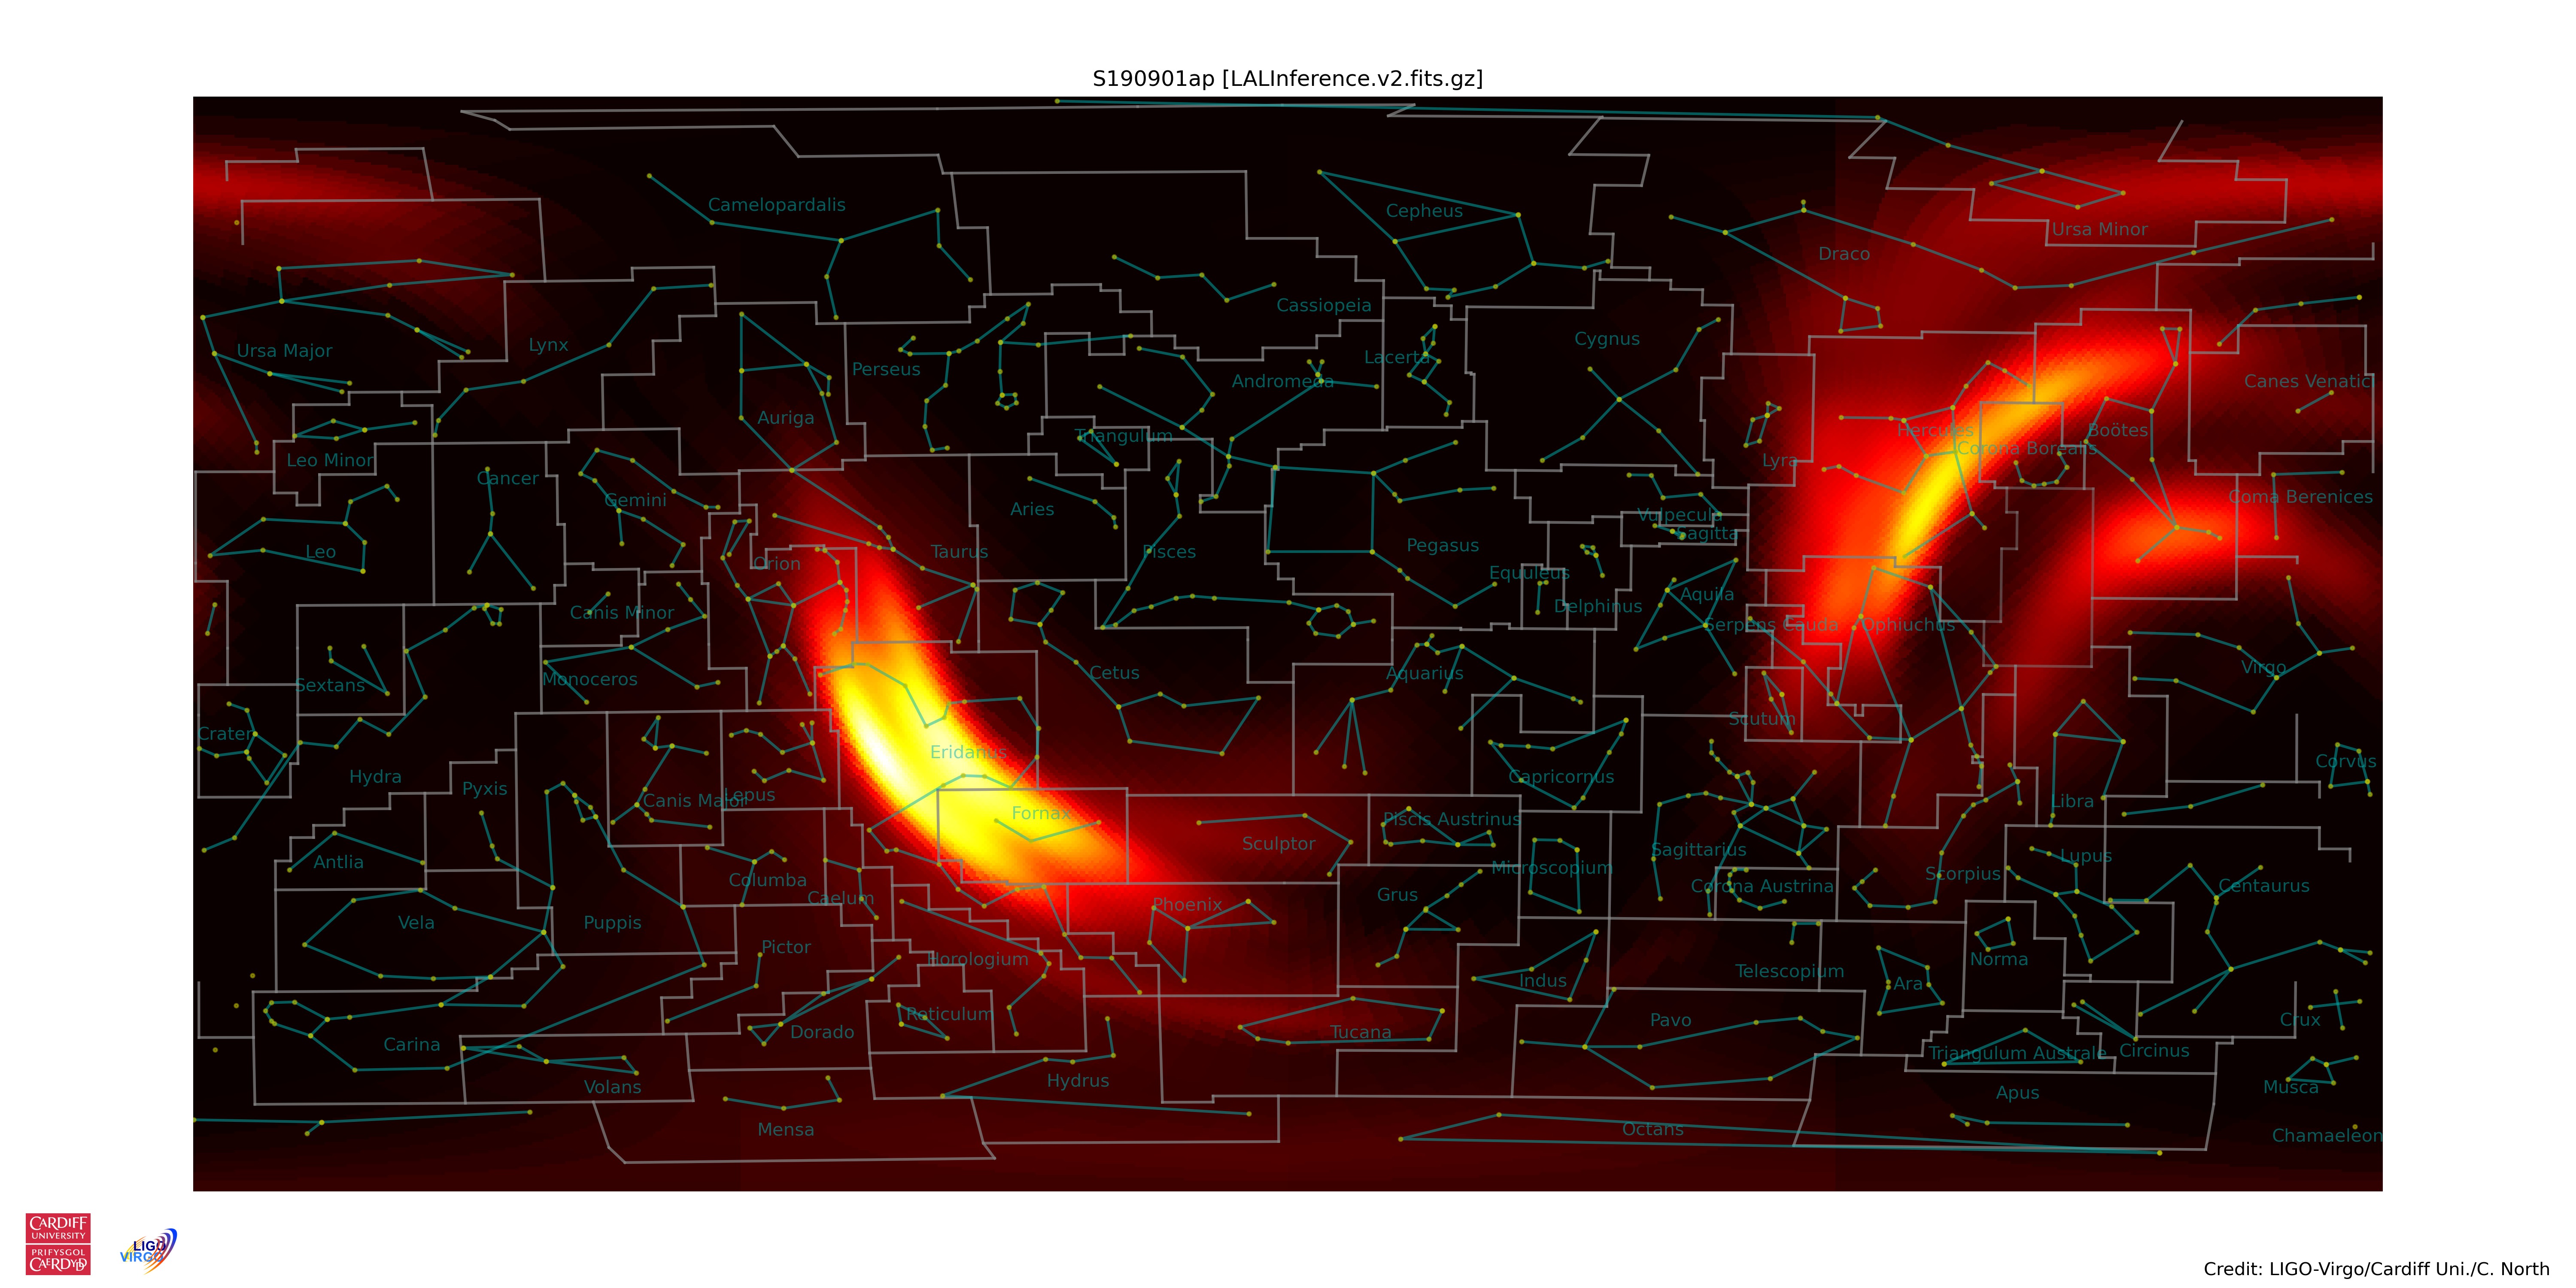 S190901ap [LALInference.v2.fits.gz]
Camelopardalis
Cepheus
Ursa Minor
Draco
Cassiopeia
Cygnus
Ursa Major
Lynx
Perseus
Lacerta
Andromeda
Canes Venatici
Auriga
Triangulum
Hercules
Boötes
Corona Borealis
Leo Minor
Lyra
Cancer
Gemini
Coma Berenices
Aries
Vulpecula
Sagitta
Leo
Orion
Taurus
Pisces
Pegasus
Equuleus
Aquila
Delphinus
Canis Minor
Serpens Cauda
Ophiuchus
Sextans
Monoceros
Cetus
Aquarius
Virgo
Crater
Scutum
Eridanus
Corvus
Hydra
Pyxis
Capricornus
Canis Major
Lepus
Libra
Fornax
Piscis Austrinus
Antlia
Sculptor
Sagittarius
Lupus
Microscopium
Columba
Caelum
Grus
Corona Austrina
Scorpius
Centaurus
Phoenix
Vela
Puppis
Pictor
Horologium
Telescopium
Norma
Indus
Ara
Reticulum
Carina
Dorado
Tucana
Pavo
Crux
Triangulum Australe
Circinus
Volans
Hydrus
Apus
Musca
Mensa
Octans
Chamaeleon
CARDIFF
UNIVERSITY
PRIFYSGOL
CAERDYDD
LIGO
VIRGO
Credit: LIGO-Virgo/Cardiff Uni./C. North